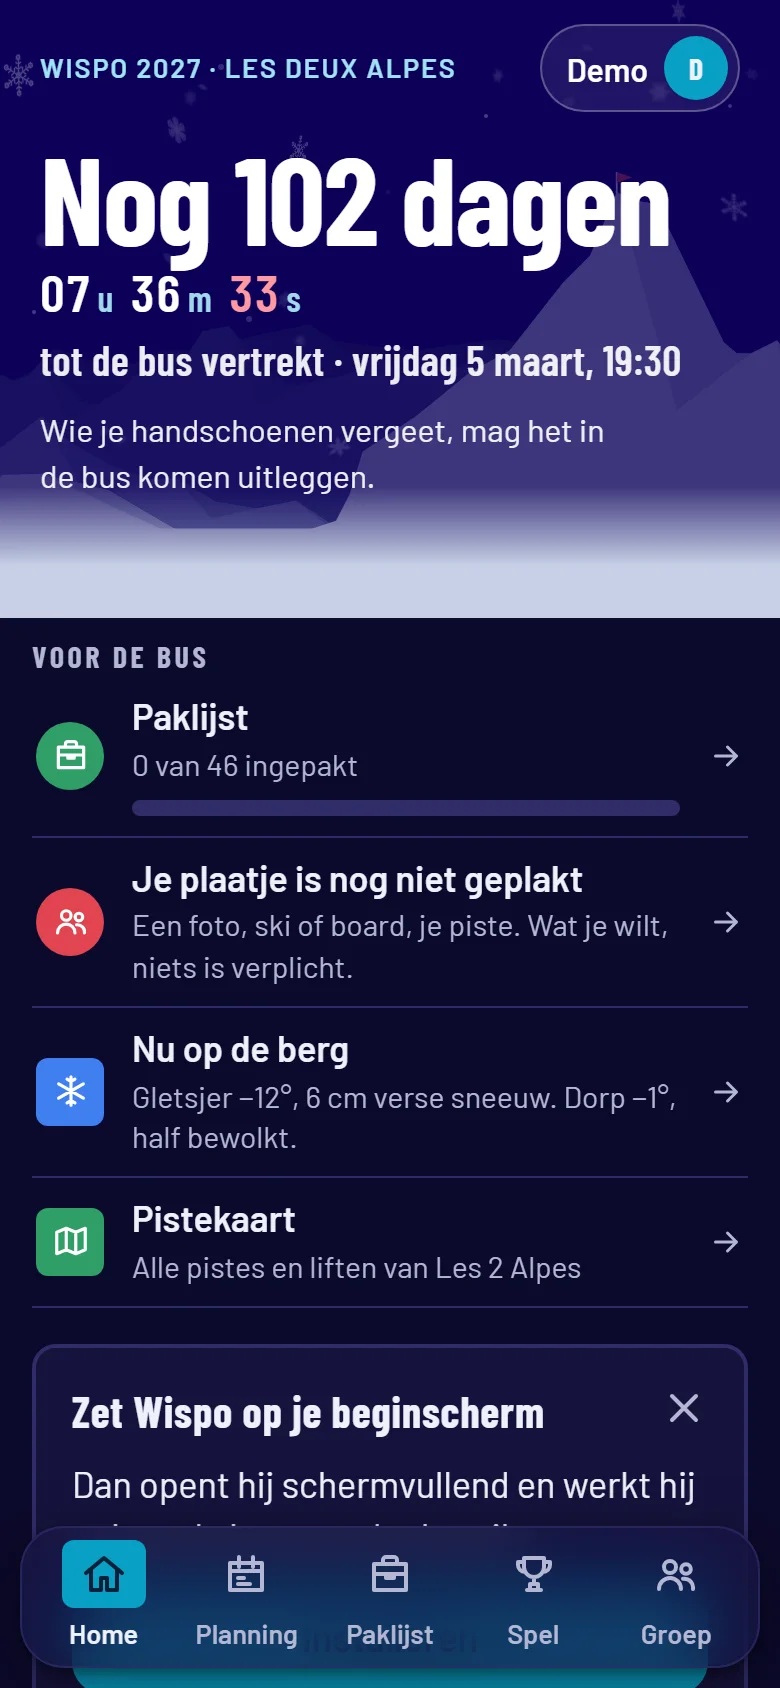 WISPO 2027 · LES DEUX ALPES
Demo
D
Nog 102 dagen
07 u 36 m 33 s
tot de bus vertrekt · vrijdag 5 maart, 19:30
Wie je handschoenen vergeet, mag het in
de bus komen uitleggen.
VOOR DE BUS
Paklijst
0 van 46 ingepakt
Je plaatje is nog niet geplakt
Een foto, ski of board, je piste. Wat je wilt,
niets is verplicht.
Nu op de berg
Gletsjer −12°, 6 cm verse sneeuw. Dorp −1°,
half bewolkt.
Pistekaart
Alle pistes en liften van Les 2 Alpes
Zet Wispo op je beginscherm
Dan opent hij schermvullend en werkt hij
Home
Planning
Paklijst
Spel
Groep